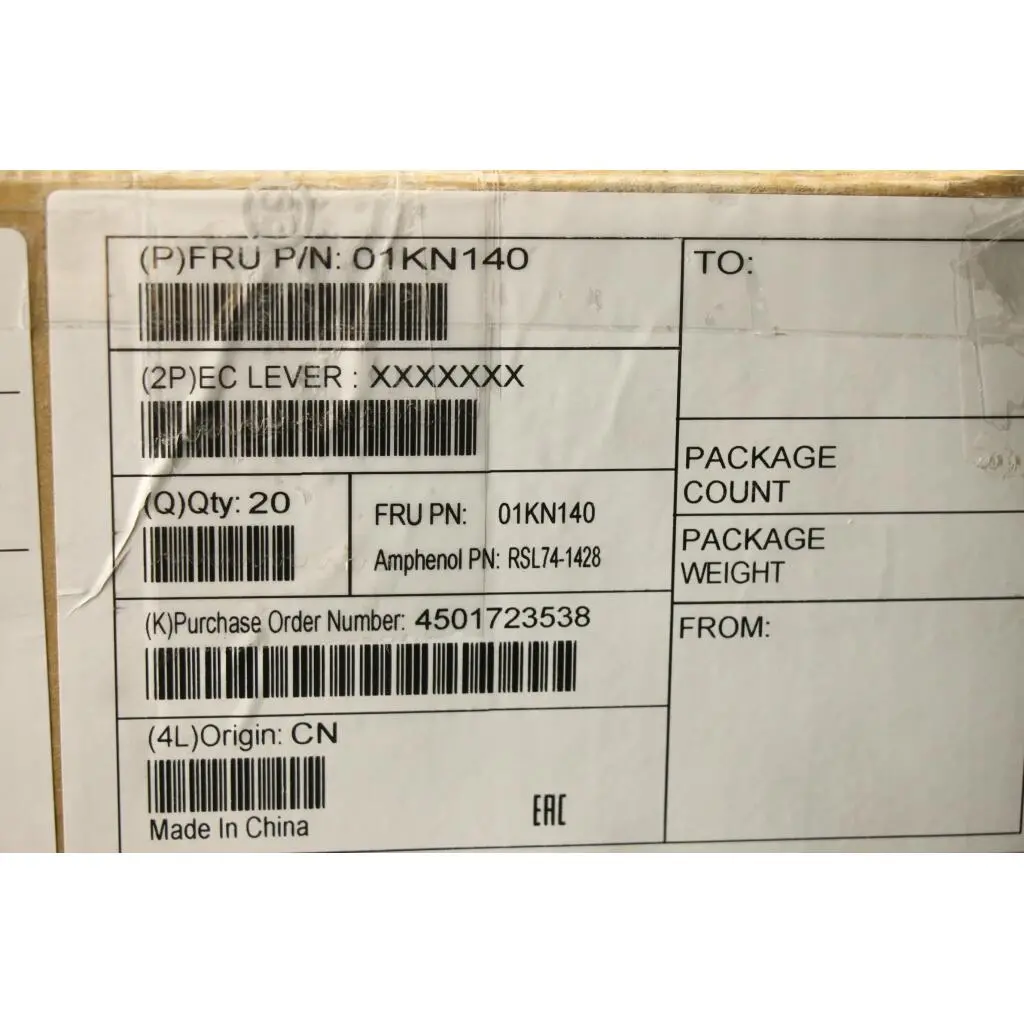 (P)FRU P/N: 01KN140
(2P)EC LEVER : XXXXXXX
(Q)Qty: 20
FRU PN: 01KN140
Amphenol PN: RSL74-1428
(K)Purchase Order Number: 4501723538
(4L)Origin: CN
Made In China
EAC
TO:
PACKAGE
COUNT
PACKAGE
WEIGHT
FROM: